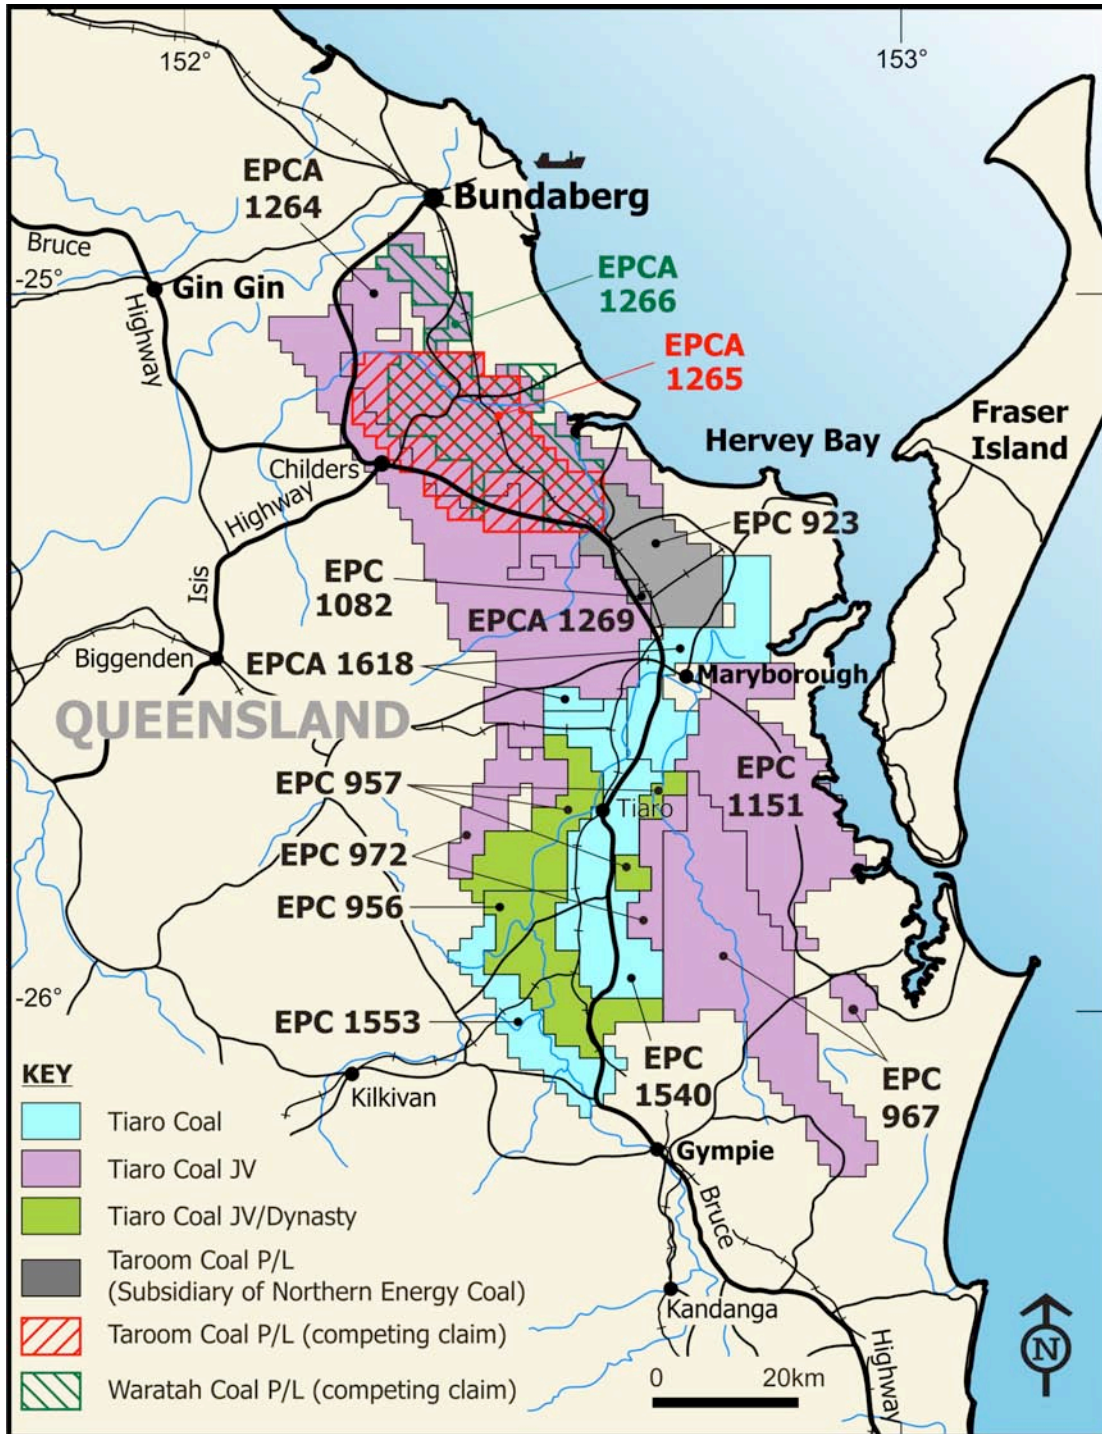 152°
153°
EPCA
1264
Bundaberg
Bruce
-25°
Gin Gin
EPCA
1266
Highway
EPCA
1265
Fraser
Island
Hervey Bay
Childers
Highway
EPC 923
EPC
1082
Isis
EPCA 1269
Biggenden
EPCA 1618
Maryborough
QUEENSLAND
EPC 957
EPC
1151
Tiaro
EPC 972
EPC 956
-26°
EPC 1553
EPC
1540
EPC
967
Kilkivan
Gympie
Bruce
Kandanga
Highway
KEY
Tiaro Coal
Tiaro Coal JV
Tiaro Coal JV/Dynasty
Taroom Coal P/L
(Subsidiary of Northern Energy Coal)
Taroom Coal P/L (competing claim)
Waratah Coal P/L (competing claim)
0 20km
N